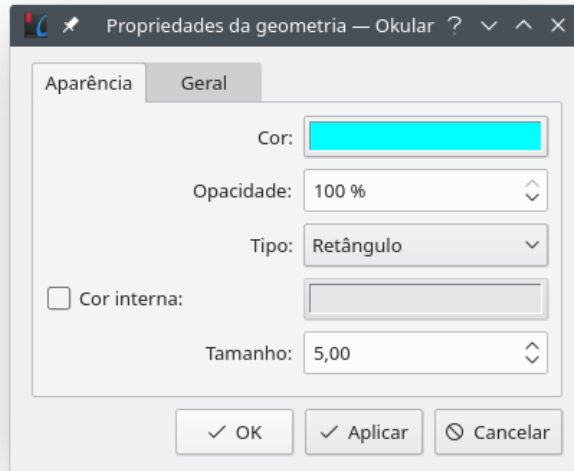 Propriedades da geometria — Okular
Aparência Geral
Cor:
Opacidade: 100 %
Tipo: Retângulo
Cor interna:
Tamanho: 5,00
OK Aplicar Cancelar